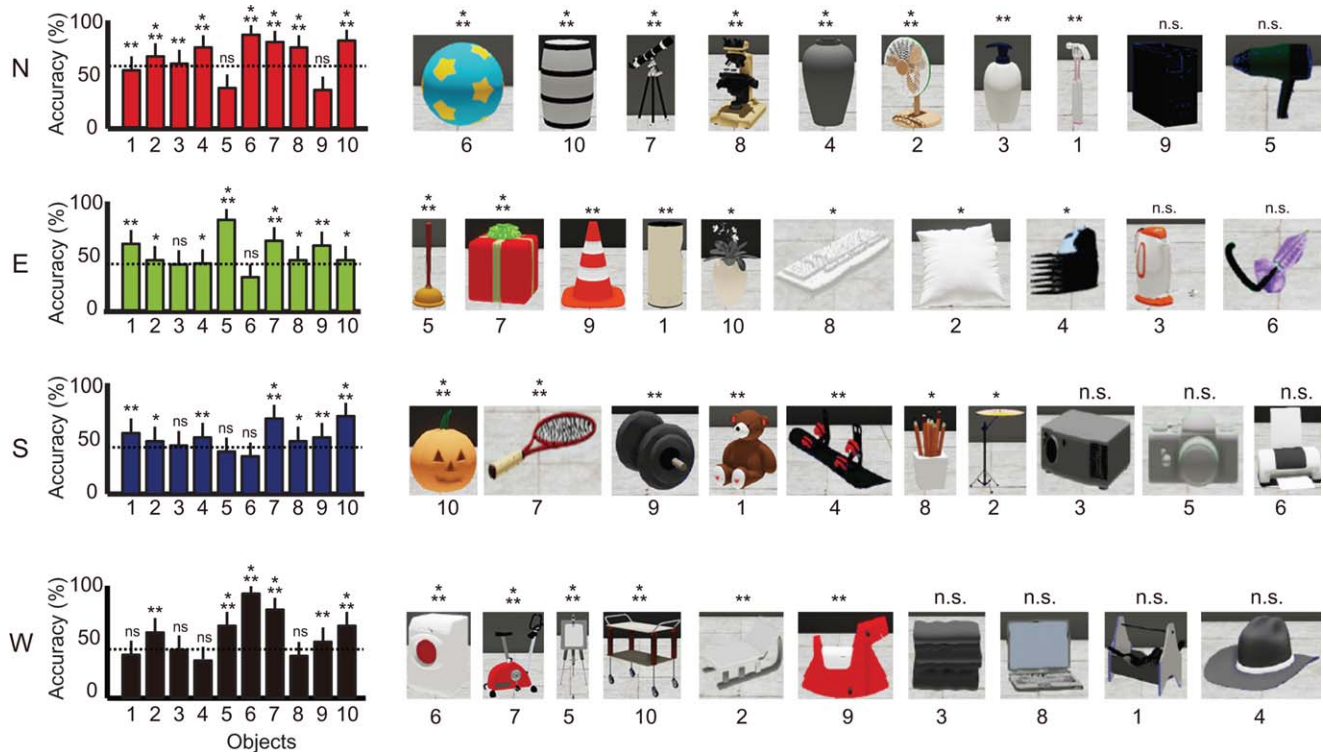 N
Accuracy (%)
100
50
0
* * * * * *
** ** ** ** ns ** ** ** ns **
1 2 3 4 5 6 7 8 9 10
* * * * * * ** ** n.s. n.s.
** ** ** ** ** **
6 10 7 8 4 2 3 1 9 5
E
Accuracy (%)
100
50
0
* *
** * ns * ** ns ** * ** *
1 2 3 4 5 6 7 8 9 10
* * ** ** * * * * n.s. n.s.
** **
5 7 9 1 10 8 2 4 3 6
S
Accuracy (%)
100
50
0
* *
** * ns ** ns ns ** * ** **
1 2 3 4 5 6 7 8 9 10
* * ** ** ** * * n.s. n.s. n.s.
** **
10 7 9 1 4 8 2 3 5 6
W
Accuracy (%)
100
50
0
* * * *
ns ** ns ns ** ** ** ns ** **
1 2 3 4 5 6 7 8 9 10
Objects
* * * * ** ** n.s. n.s. n.s. n.s.
** ** ** **
6 7 5 10 2 9 3 8 1 4